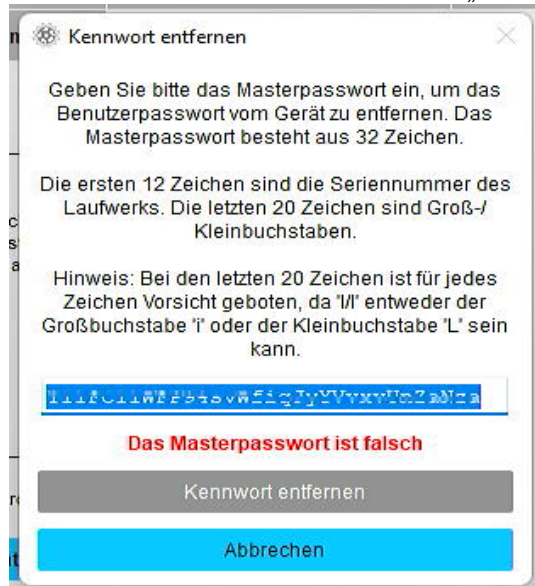 Kennwort entfernen
Geben Sie bitte das Masterpasswort ein, um das
Benutzerpasswort vom Gerät zu entfernen. Das
Masterpasswort besteht aus 32 Zeichen.
Die ersten 12 Zeichen sind die Seriennummer des
Laufwerks. Die letzten 20 Zeichen sind Groß-/
Kleinbuchstaben.
Hinweis: Bei den letzten 20 Zeichen ist für jedes
Zeichen Vorsicht geboten, da 'I/l' entweder der
Großbuchstabe 'i' oder der Kleinbuchstabe 'L' sein
kann.
Das Masterpasswort ist falsch
Kennwort entfernen
Abbrechen